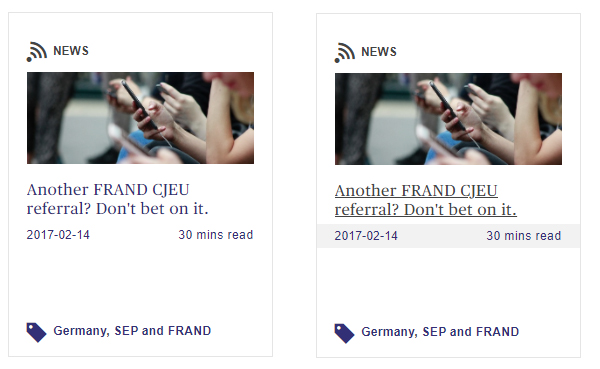 NEWS
Another FRAND CJEU
referral? Don't bet on it.
2017-02-14 30 mins read
Germany, SEP and FRAND
NEWS
Another FRAND CJEU
referral? Don't bet on it.
2017-02-14 30 mins read
Germany, SEP and FRAND